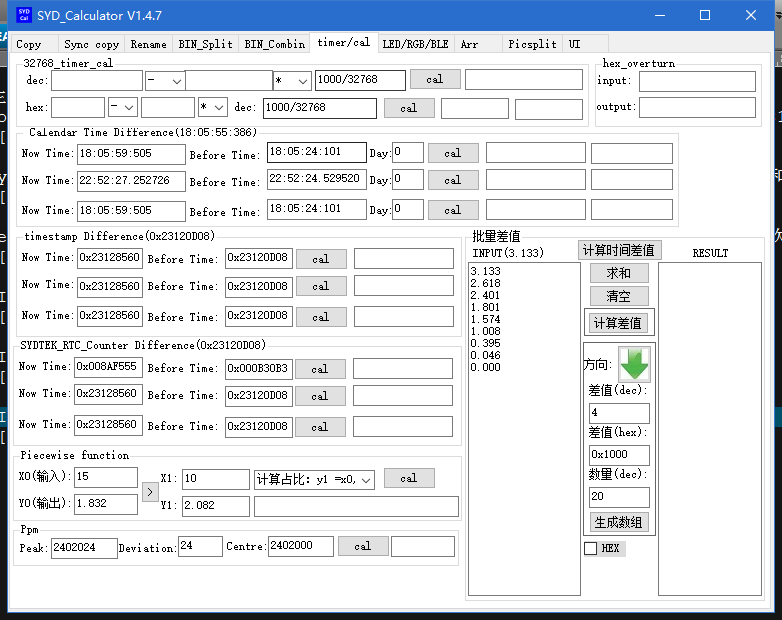 SYD_Calculator V1.4.7
Copy Sync copy Rename BIN_Split BIN_Combin timer/cal LED/RGB/BLE Arr Picsplit UI
32768_timer_cal
dec: - * 1000/32768 cal
hex: - * dec: 1000/32768 cal
hex_overturn
input:
output:
Calendar Time Difference(18:05:55:386)
Now Time: 18:05:59:505 Before Time: 18:05:24:101 Day: 0 cal
Now Time: 22:52:27.252726 Before Time: 22:52:24.529520 Day: 0 cal
Now Time: 18:05:59:505 Before Time: 18:05:24:101 Day: 0 cal
timestamp Difference(0x23120D08)
Now Time: 0x23128560 Before Time: 0x23120D08 cal
Now Time: 0x23128560 Before Time: 0x23120D08 cal
Now Time: 0x23128560 Before Time: 0x23120D08 cal
SYDTEK_RTC_Counter Difference(0x23120D08)
Now Time: 0x008AF555 Before Time: 0x000B30B3 cal
Now Time: 0x23128560 Before Time: 0x23120D08 cal
Now Time: 0x23128560 Before Time: 0x23120D08 cal
Piecewise function
X0(输入): 15 > X1: 10 计算占比: y1 =x0, cal
Y0(输出): 1.832 Y1: 2.082
Ppm
Peak: 2402024 Deviation: 24 Centre: 2402000 cal
批量差值
INPUT(3.133) 计算时间差值 RESULT
3.133
2.618
2.401
1.801
1.574
1.008
0.395
0.046
0.000
求和
清空
计算差值
方向:
差值(dec):
4
差值(hex):
0x1000
数量(dec):
20
生成数组
HEX